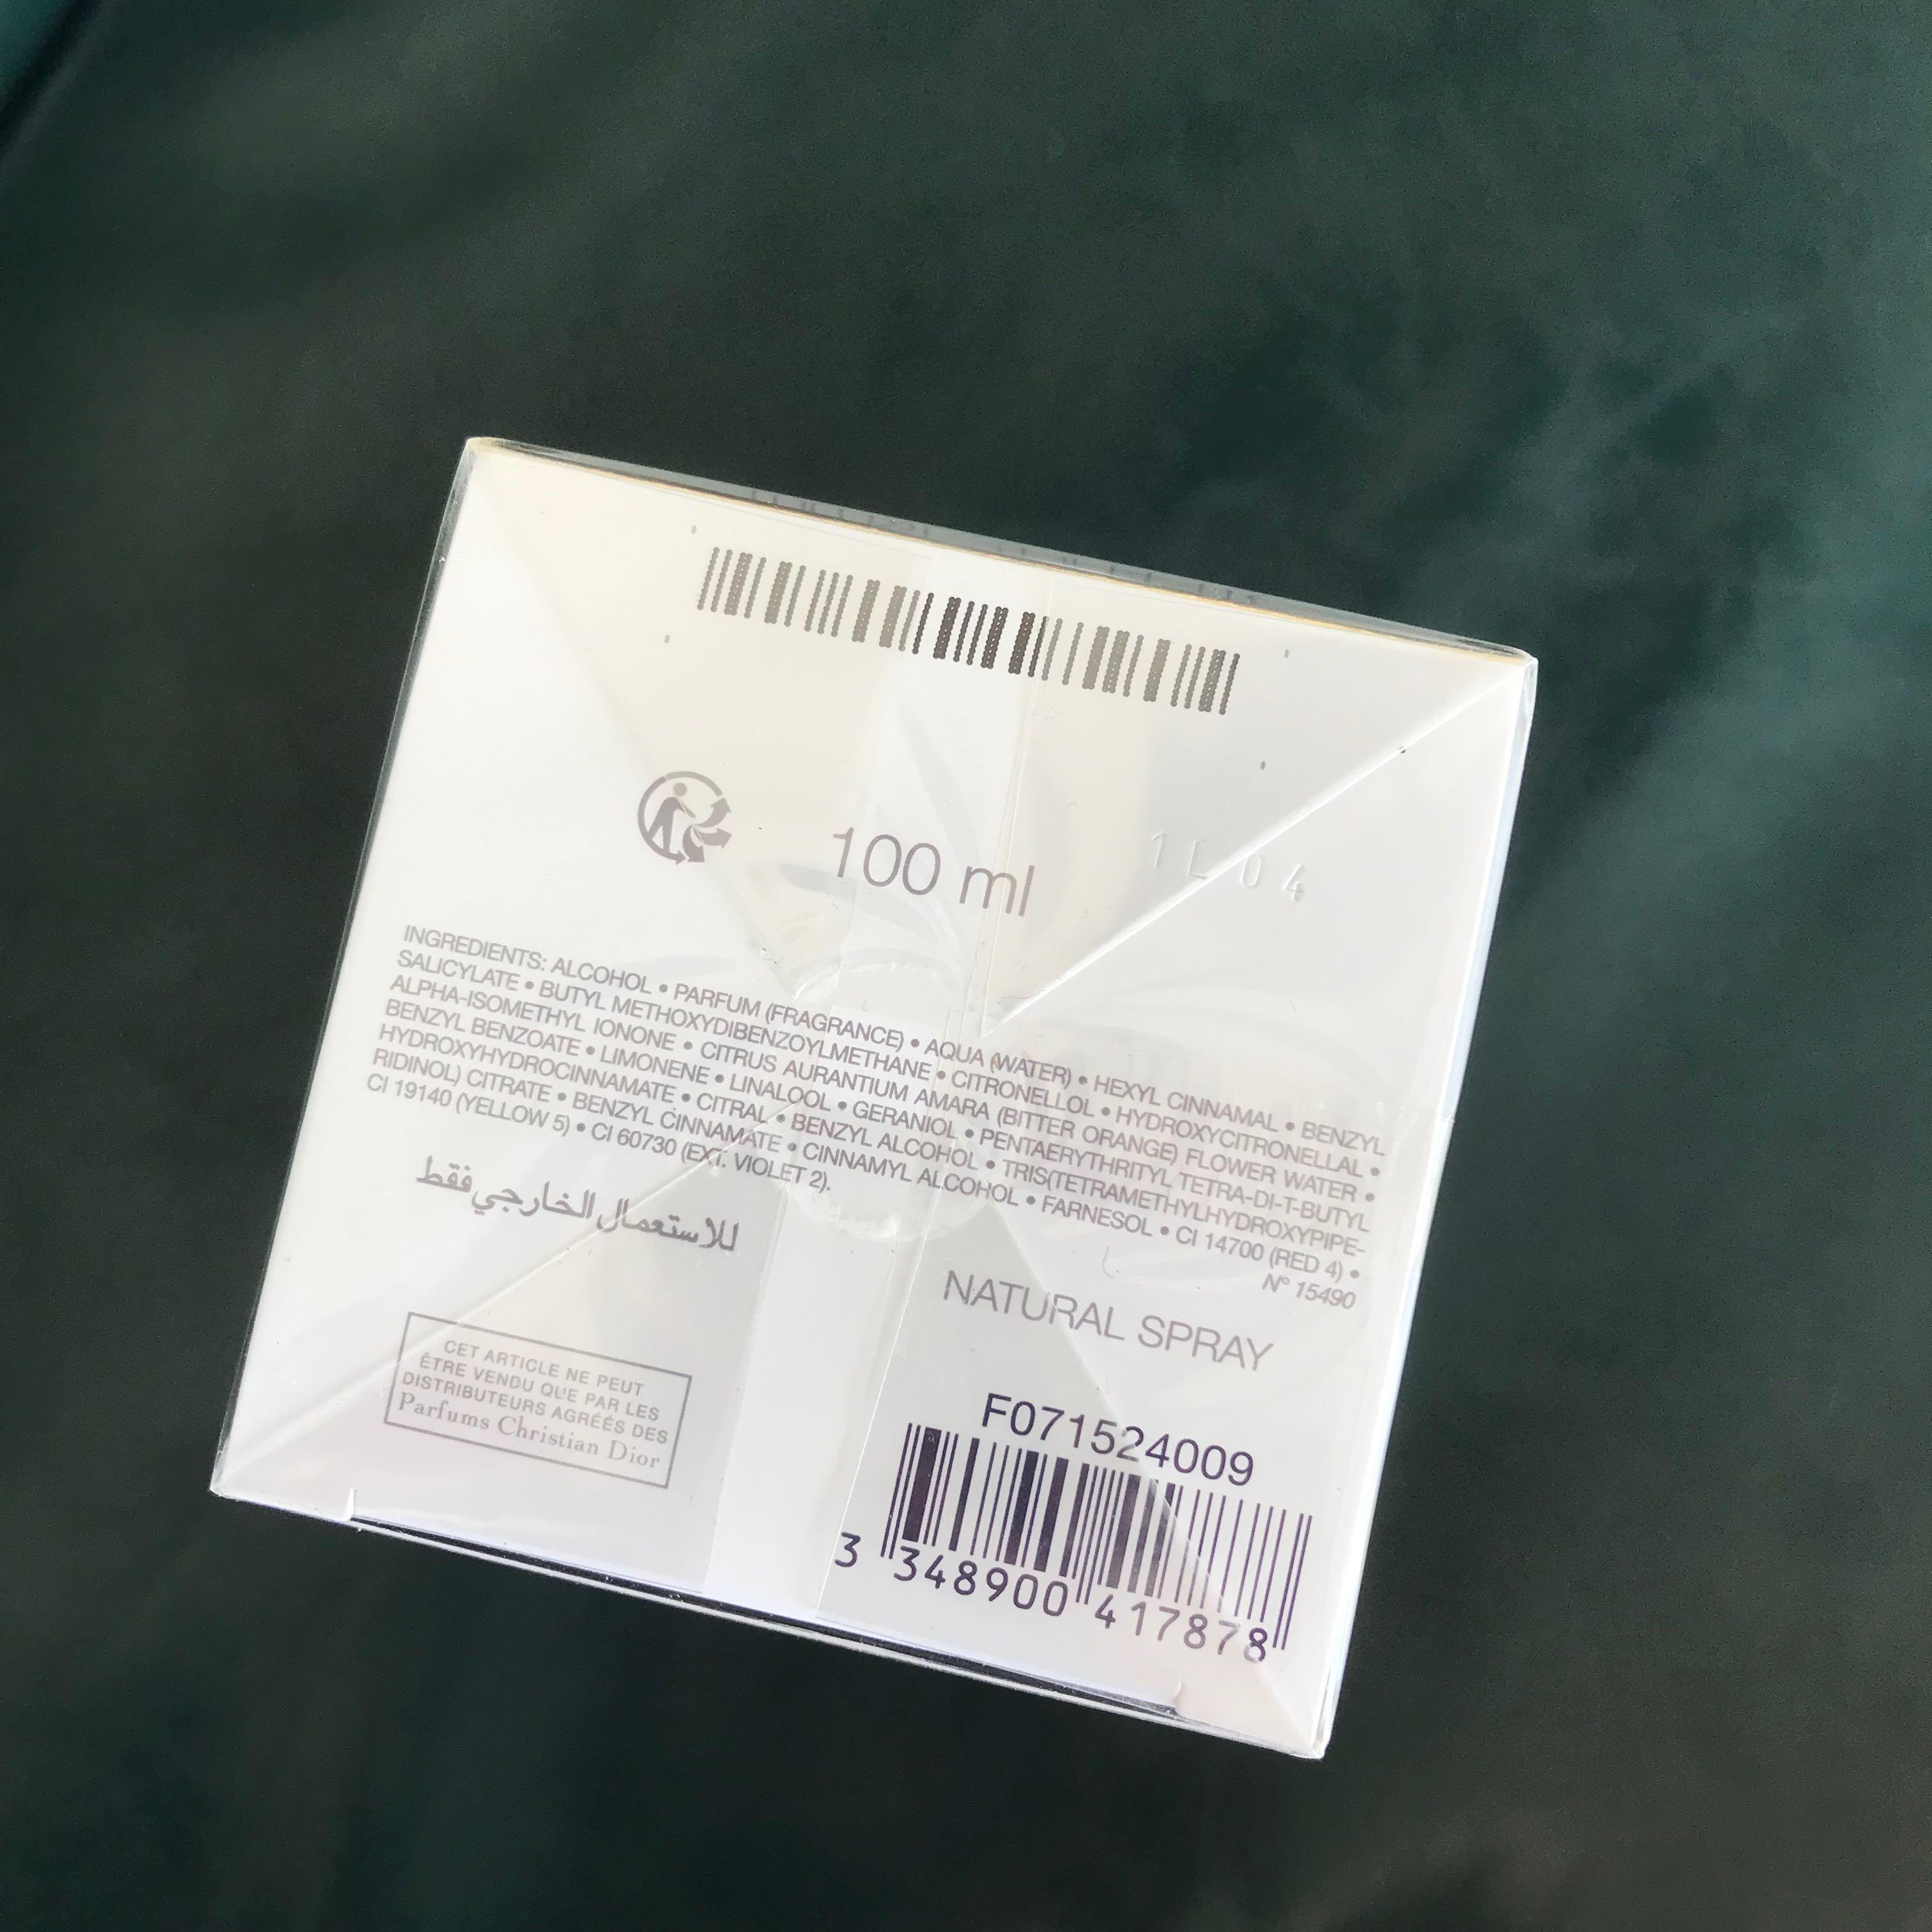 100 ml
1L 04
INGREDIENTS: ALCOHOL • PARFUM (FRAGRANCE) • AQUA (WATER) • HEXYL CINNAMAL • BENZYL
SALICYLATE • BUTYL METHOXYDIBENZOYLMETHANE • CITRONELLOL • HYDROXYCITRONELLAL •
ALPHA-ISOMETHYL IONONE • CITRUS AURANTIUM AMARA (BITTER ORANGE) FLOWER WATER •
BENZYL BENZOATE • LIMONENE • LINALOOL • GERANIOL • PENTAERYTHRITYL TETRA-DI-T-BUTYL
HYDROXYHYDROCINNAMATE • CITRAL • BENZYL ALCOHOL • TRIS(TETRAMETHYLHYDROXYPIPE-
RIDINOL) CITRATE • BENZYL CINNAMATE • CINNAMYL ALCOHOL • FARNESOL • CI 14700 (RED 4) •
CI 19140 (YELLOW 5) • CI 60730 (EXT. VIOLET 2).
N° 15490
للاستعمال الخارجي فقط
NATURAL SPRAY
CET ARTICLE NE PEUT
ÊTRE VENDU QUE PAR LES
DISTRIBUTEURS AGRÉÉS DES
Parfums Christian Dior
F071524009
3 348900 417878